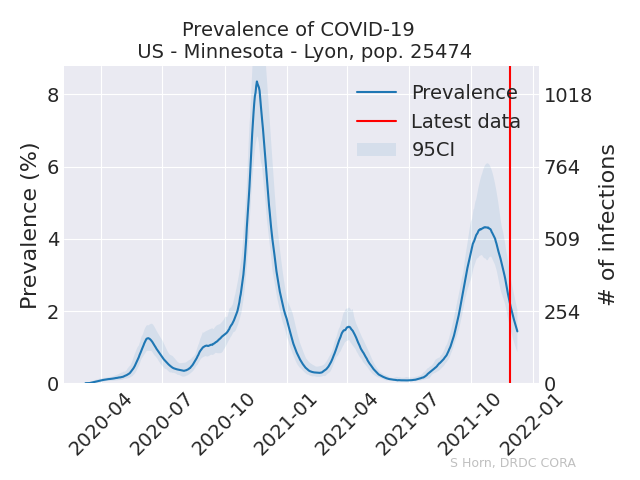 Prevalence of COVID-19
US - Minnesota - Lyon, pop. 25474
Prevalence
Latest data
95CI
Prevalence (%)
8
6
4
2
0
1018
764
509
254
0
# of infections
2020-04
2020-07
2020-10
2021-01
2021-04
2021-07
2021-10
2022-01
S Horn, DRDC CORA